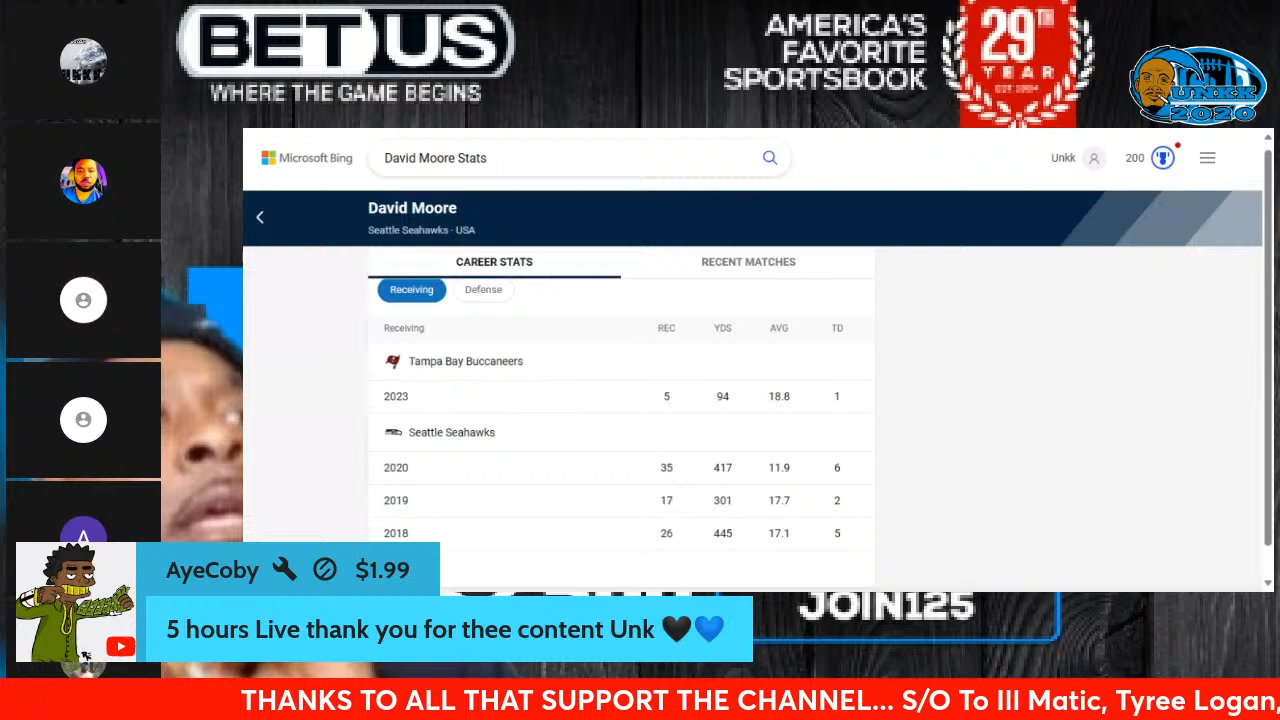 BETUS
WHERE THE GAME BEGINS
AMERICA'S
FAVORITE
SPORTSBOOK
29TH
YEAR
EST 1994
UNKK
2020
Microsoft Bing
David Moore Stats
Unkk
200
David Moore
Seattle Seahawks · USA
CAREER STATS
RECENT MATCHES
Receiving
Defense
Receiving REC YDS AVG TD
Tampa Bay Buccaneers
2023 5 94 18.8 1
Seattle Seahawks
2020 35 417 11.9 6
2019 17 301 17.7 2
2018 26 445 17.1 5
A
AyeCoby $1.99
5 hours Live thank you for thee content Unk 🖤💙
JOIN125
THANKS TO ALL THAT SUPPORT THE CHANNEL... S/O To Ill Matic, Tyree Logan,